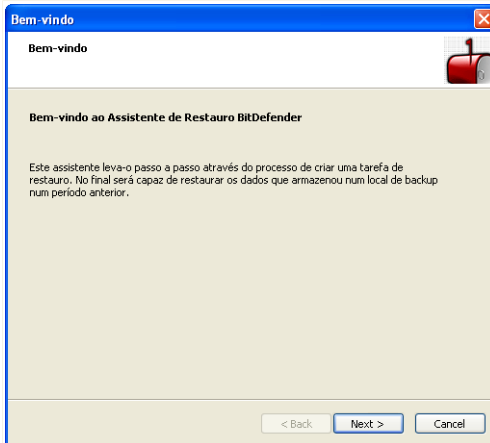 Bem-vindo
Bem-vindo
Bem-vindo ao Assistente de Restauro BitDefender
Este assistente leva-o passo a passo através do processo de criar uma tarefa de
restauro. No final será capaz de restaurar os dados que armazenou num local de backup
num período anterior.
< Back
Next >
Cancel